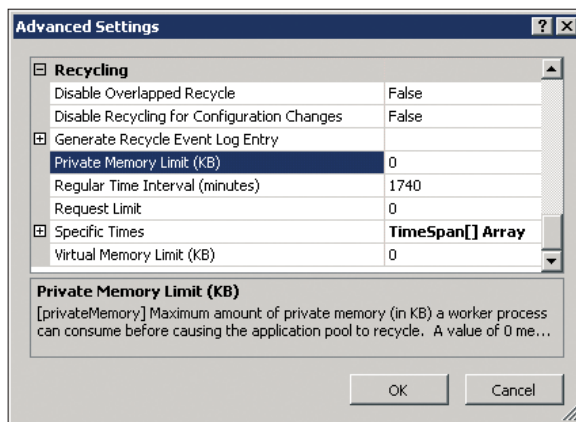 Advanced Settings
Recycling
Disable Overlapped Recycle False
Disable Recycling for Configuration Changes False
Generate Recycle Event Log Entry
Private Memory Limit (KB) 0
Regular Time Interval (minutes) 1740
Request Limit 0
Specific Times TimeSpan[] Array
Virtual Memory Limit (KB) 0
Private Memory Limit (KB)
[privateMemory] Maximum amount of private memory (in KB) a worker process
can consume before causing the application pool to recycle. A value of 0 me...
OK Cancel